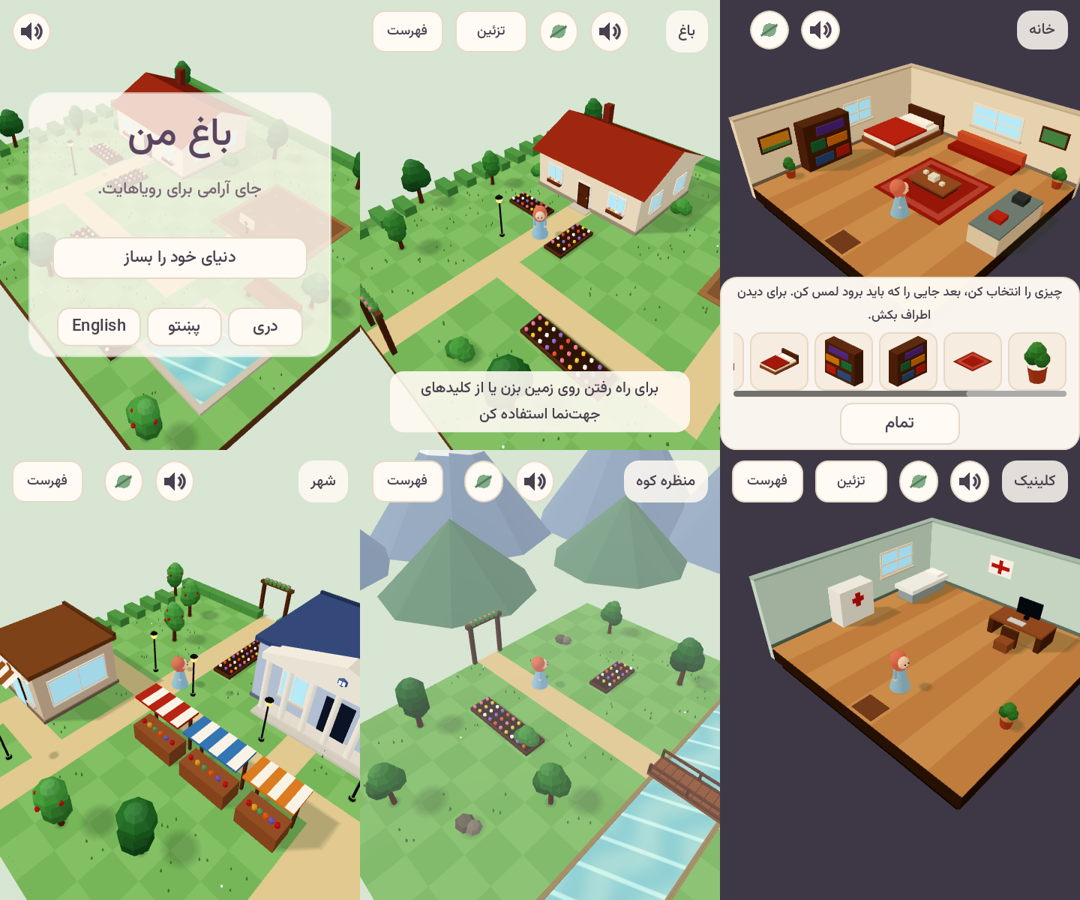 باغ من
جای آرامی برای رویاهایت.
دنیای خود را بساز
دری
پښتو
English
باغ
تزئین
فهرست
برای راه رفتن روی زمین بزن یا از کلیدهای
جهت‌نما استفاده کن
خانه
چیزی را انتخاب کن، بعد جایی را که باید برود لمس کن. برای دیدن
اطراف بکش.
تمام
شهر
فهرست
منظره کوه
فهرست
کلینیک
تزئین
فهرست